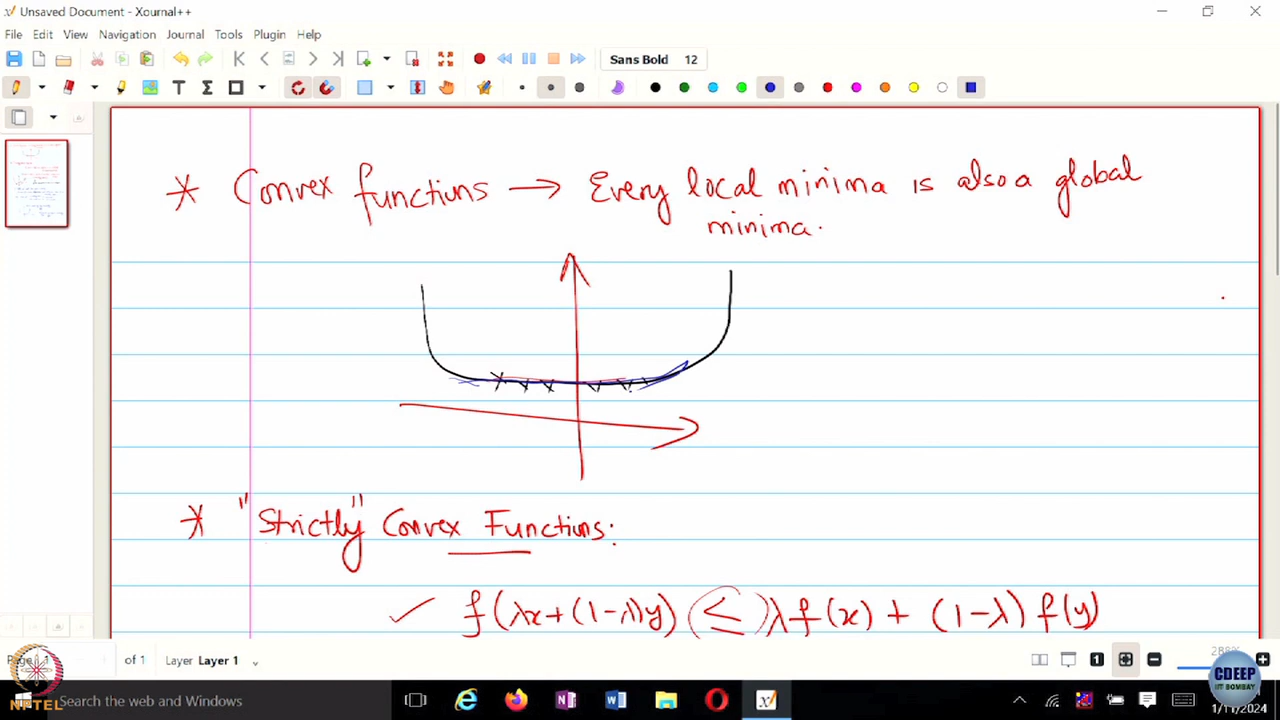 Unsaved Document - Xournal++
File Edit View Navigation Journal Tools Plugin Help
Sans Bold 12
* Convex functions → Every local minima is also a global
minima.
* "Strictly" Convex Functions:
✓ f(λx+(1-λ)y) (≤) λf(x) + (1-λ) f(y)
of 1 Layer Layer 1
NPTEL
Search the web and Windows
CDEEP
IIT BOMBAY
1/11/2024